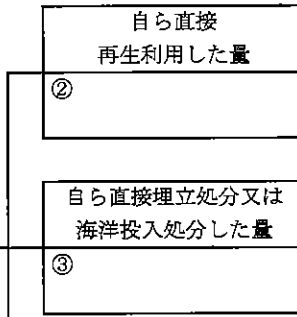 自ら直接
再生利用した量
②
自ら直接埋立処分又は
海洋投入処分した量
③